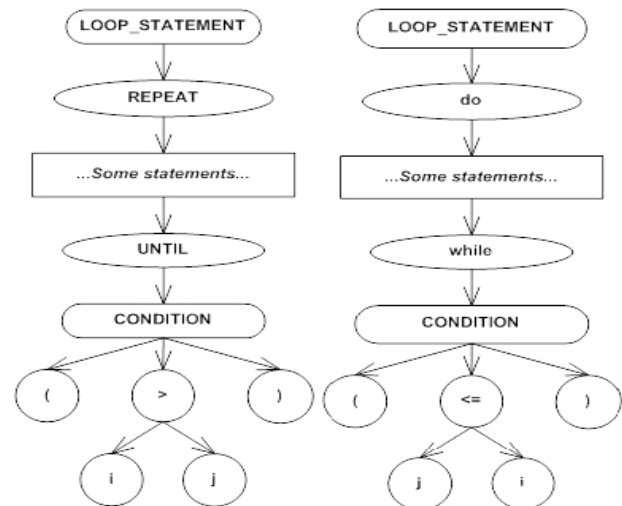 LOOP_STATEMENT
REPEAT
...Some statements...
UNTIL
CONDITION
( > )
i j
LOOP_STATEMENT
do
...Some statements...
while
CONDITION
( <= )
j i